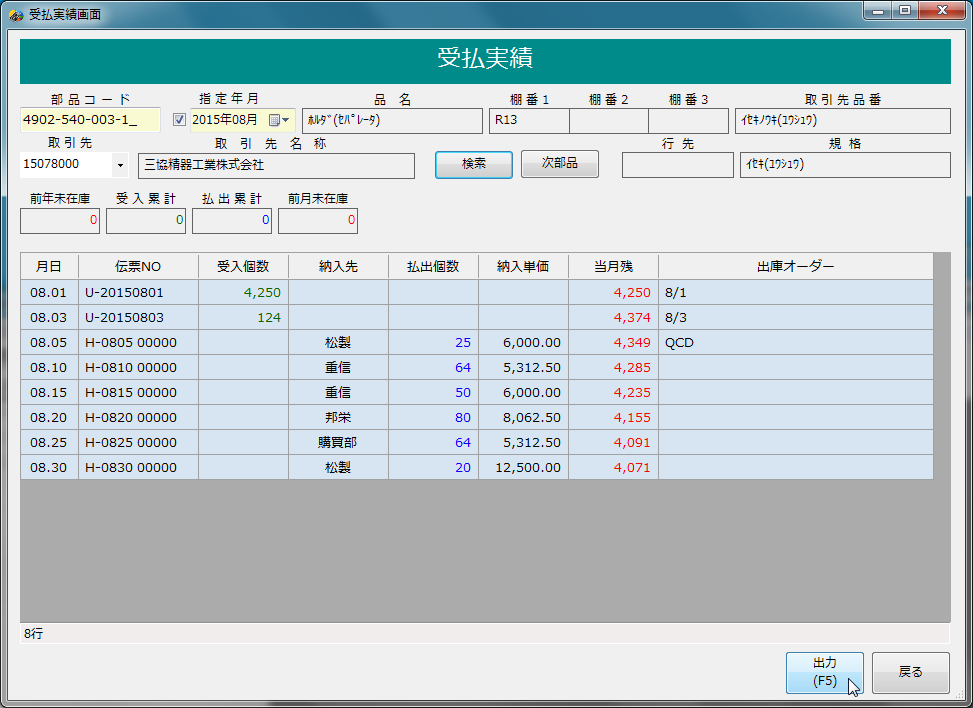 受払実績画面
受払実績
部品コード 指定年月 品 名 棚番1 棚番2 棚番3 取引先品番
4902-540-003-1_ 2015年08月 ﾎﾙﾀﾞ(ｾﾊﾟﾚｰﾀ) R13 ｲｾｷﾉｳｷ(ﾕｳｼｭｳ)
取引先 取 引 先 名 称 行先 規格
15078000 三協精器工業株式会社 検索 次部品 ｲｾｷ(ﾕｳｼｭｳ)
前年末在庫 受入累計 払出累計 前月末在庫
0 0 0 0
月日 伝票NO 受入個数 納入先 払出個数 納入単価 当月残 出庫オーダー
08.01 U-20150801 4,250 4,250 8/1
08.03 U-20150803 124 4,374 8/3
08.05 H-0805 00000 松製 25 6,000.00 4,349 QCD
08.10 H-0810 00000 重信 64 5,312.50 4,285
08.15 H-0815 00000 重信 50 6,000.00 4,235
08.20 H-0820 00000 邦栄 80 8,062.50 4,155
08.25 H-0825 00000 購買部 64 5,312.50 4,091
08.30 H-0830 00000 松製 20 12,500.00 4,071
8行
出力
(F5)
戻る